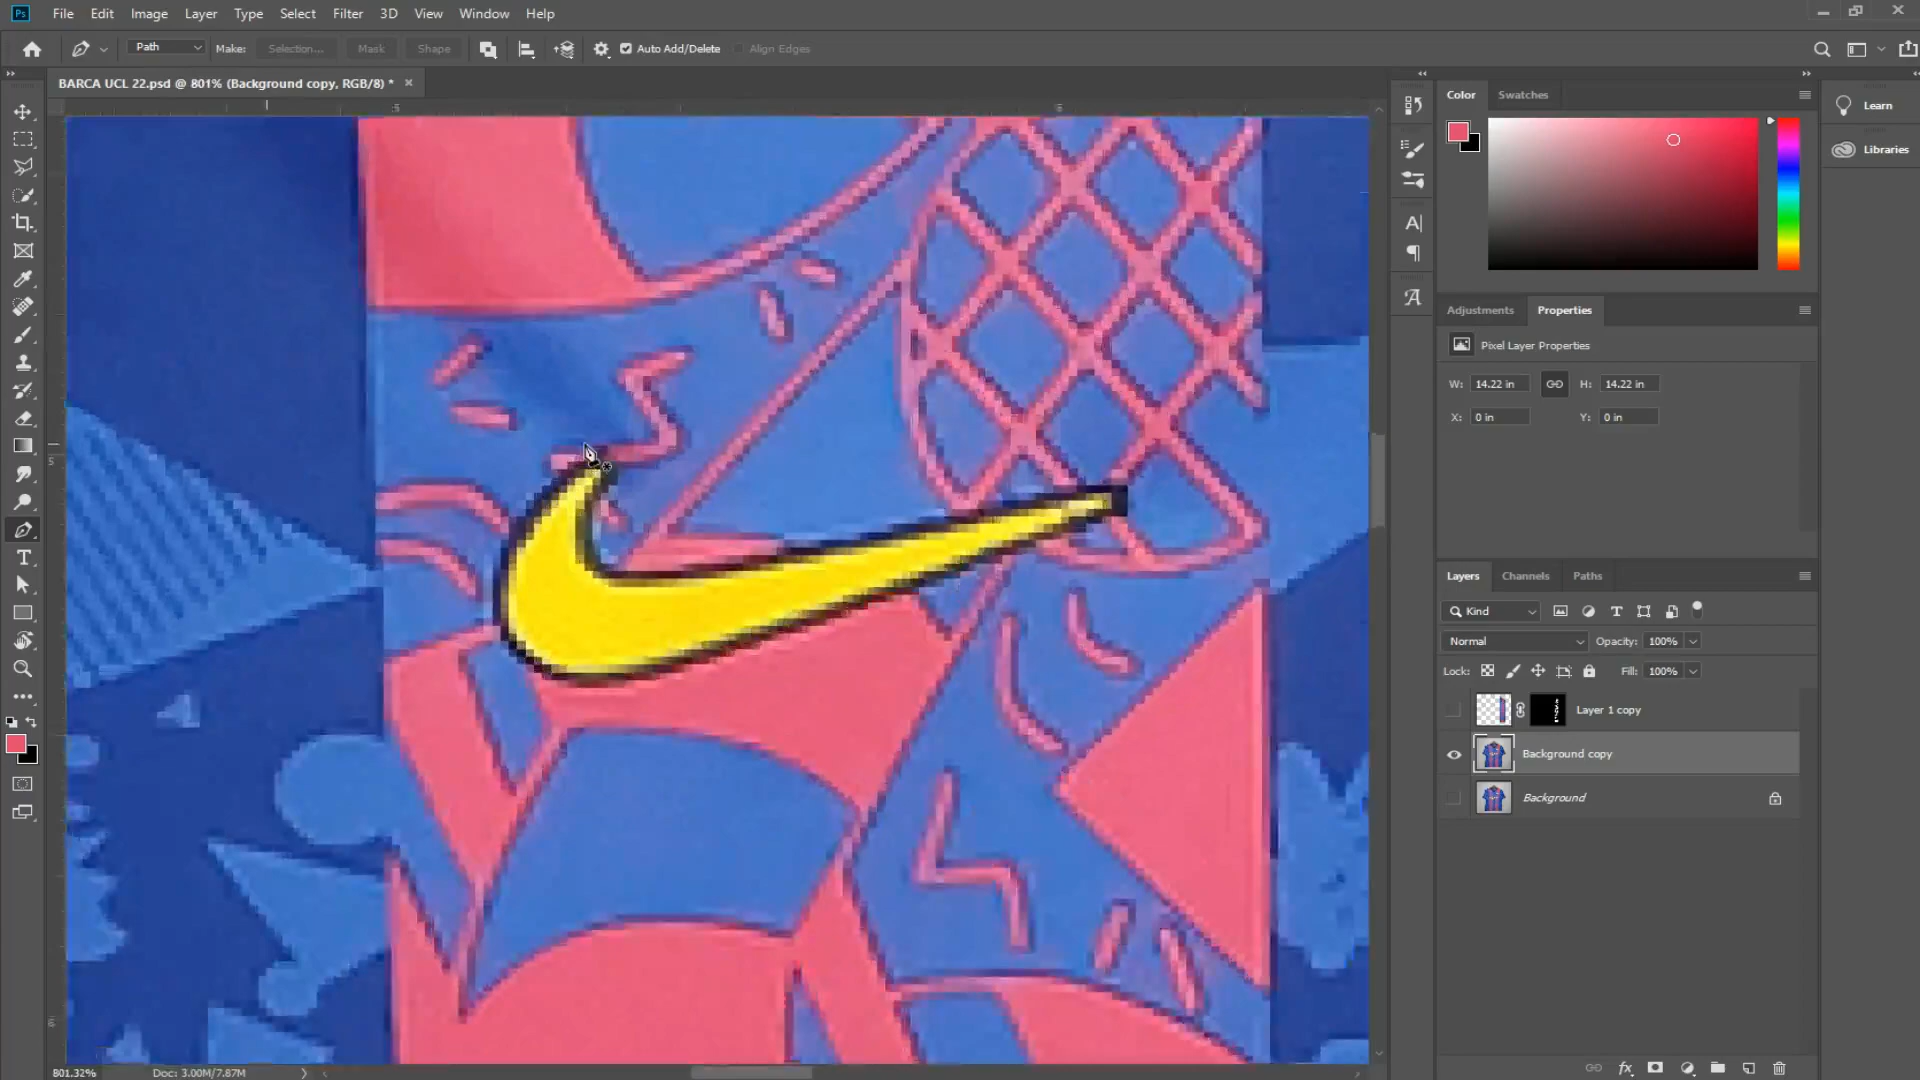 Ps File Edit Image Layer Type Select Filter 3D View Window Help
Path Make: Selection... Mask Shape Auto Add/Delete Align Edges
BARCA UCL 22.psd @ 801% (Background copy, RGB/8) *
Color Swatches
Learn
Libraries
Adjustments Properties
Pixel Layer Properties
W: 14.22 in H: 14.22 in
X: 0 in Y: 0 in
Layers Channels Paths
Kind
Normal Opacity: 100%
Lock: Fill: 100%
Layer 1 copy
Background copy
Background
801.32% Doc: 3.00M/7.87M